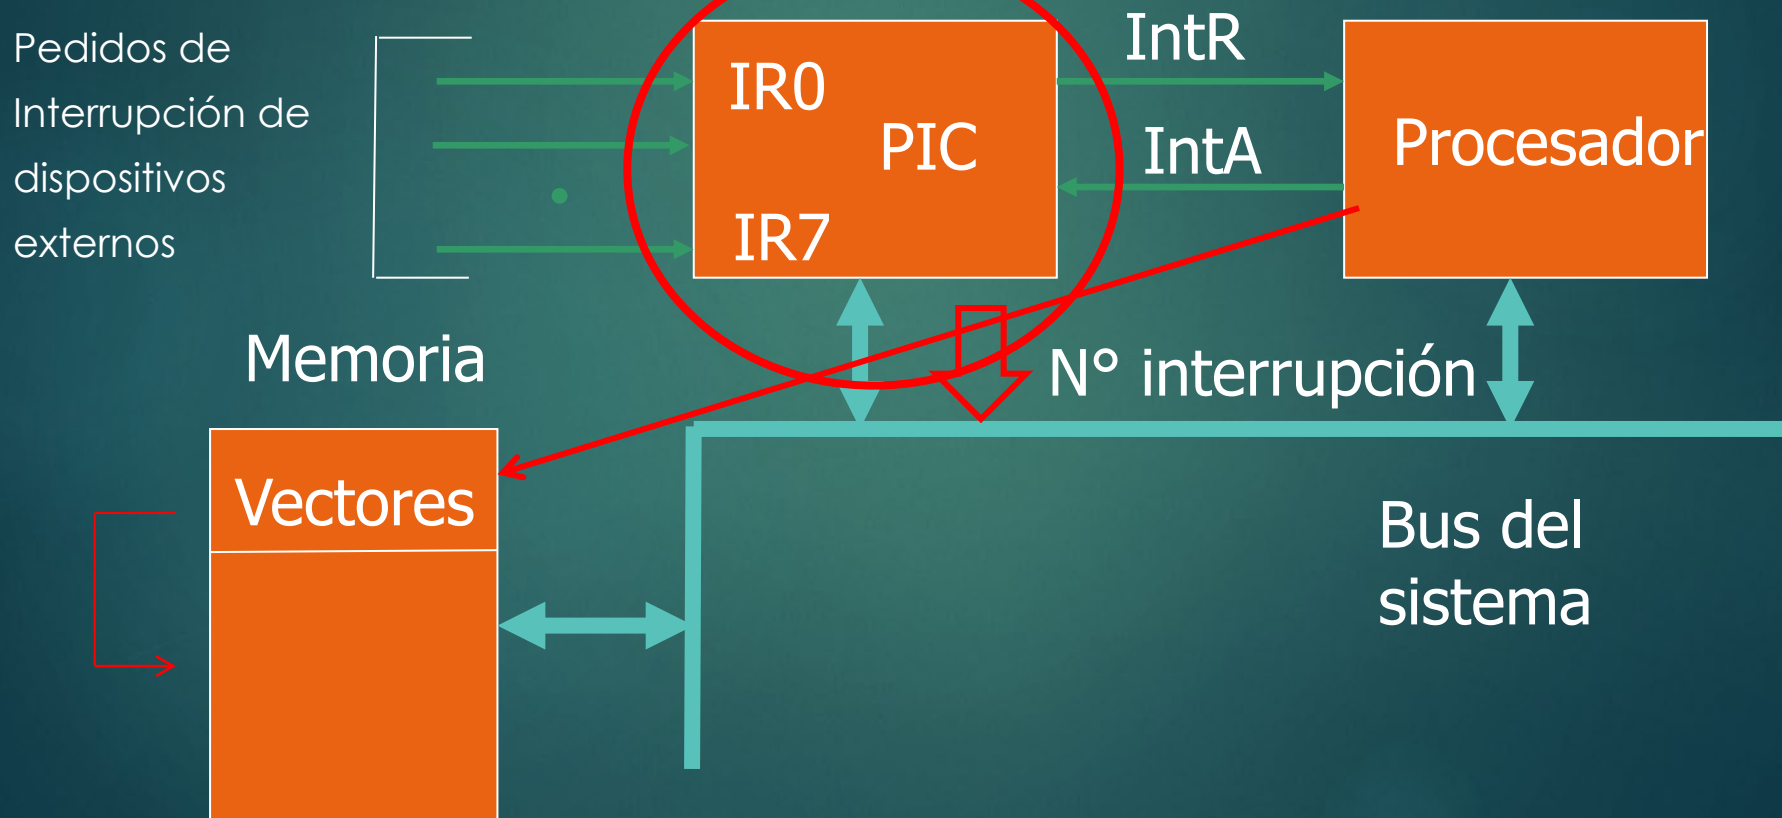 Pedidos de
Interrupción de
dispositivos
externos
IR0
PIC
IR7
IntR
IntA
Procesador
Memoria
N° interrupción
Vectores
Bus del
sistema